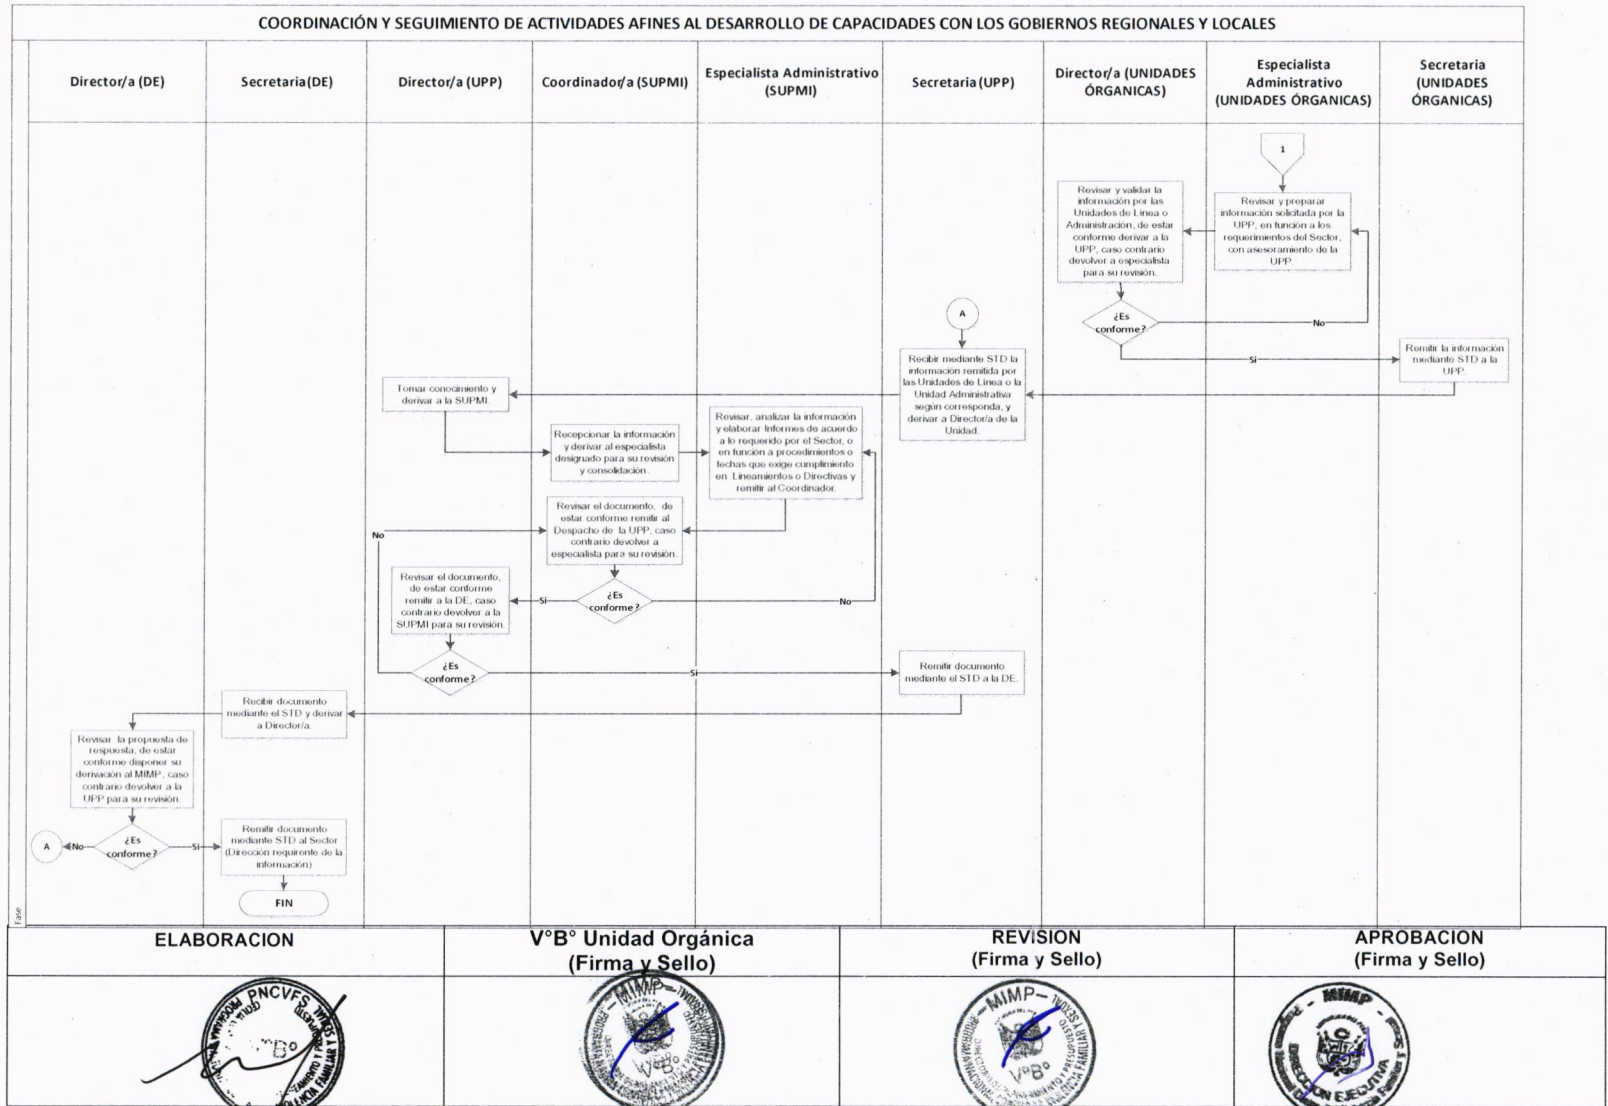 COORDINACIÓN Y SEGUIMIENTO DE ACTIVIDADES AFINES AL DESARROLLO DE CAPACIDADES CON LOS GOBIERNOS REGIONALES Y LOCALES
Director/a (DE)
Secretaria(DE)
Director/a (UPP)
Coordinador/a (SUPMI)
Especialista Administrativo
(SUPMI)
Secretaria (UPP)
Director/a (UNIDADES
ÓRGANICAS)
Especialista
Administrativo
(UNIDADES ÓRGANICAS)
Secretaria
(UNIDADES
ÓRGANICAS)
1
Revisar y preparar
información solicitada por la
UPP, en función a los
requerimientos del Sector,
con asesoramiento de la
UPP.
Revisar y validar la
información por las
Unidades de Línea o
Administración, de estar
conforme derivar a la
UPP, caso contrario
devolver a especialista
para su revisión.
¿Es
conforme?
No
Si
Remitir la información
mediante STD a la
UPP.
A
Recibir mediante STD la
información remitida por
las Unidades de Línea o la
Unidad Administrativa
según corresponda, y
derivar a Director/a de la
Unidad.
Tomar conocimiento y
derivar a la SUPMI.
Recepcionar la información
y derivar al especialista
designado para su revisión
y consolidación.
Revisar, analizar la información
y elaborar Informes de acuerdo
a lo requerido por el Sector, o
en función a procedimientos o
fechas que exige cumplimiento
en Lineamientos o Directivas y
remitir al Coordinador.
Revisar el documento, de
estar conforme remitir al
Despacho de la UPP, caso
contrario devolver a
especialista para su revisión.
¿Es
conforme?
No
Si
Revisar el documento,
de estar conforme
remitir a la DE, caso
contrario devolver a la
SUPMI para su revisión.
¿Es
conforme?
No
Si
Remitir documento
mediante el STD a la DE.
Recibir documento
mediante el STD y derivar
a Director/a.
Revisar la propuesta de
respuesta, de estar
conforme disponer su
derivación al MIMP, caso
contrario devolver a la
UPP para su revisión.
¿Es
conforme?
No
A
Si
Remitir documento
mediante STD al Sector
(Dirección requirente de la
información)
FIN
Fase
ELABORACION
V°B° Unidad Orgánica
(Firma y Sello)
REVISION
(Firma y Sello)
APROBACION
(Firma y Sello)
PNCVFS
MIMP
V°B°
MIMP
V°B°
MIMP
DIRECCION EJECUTIVA